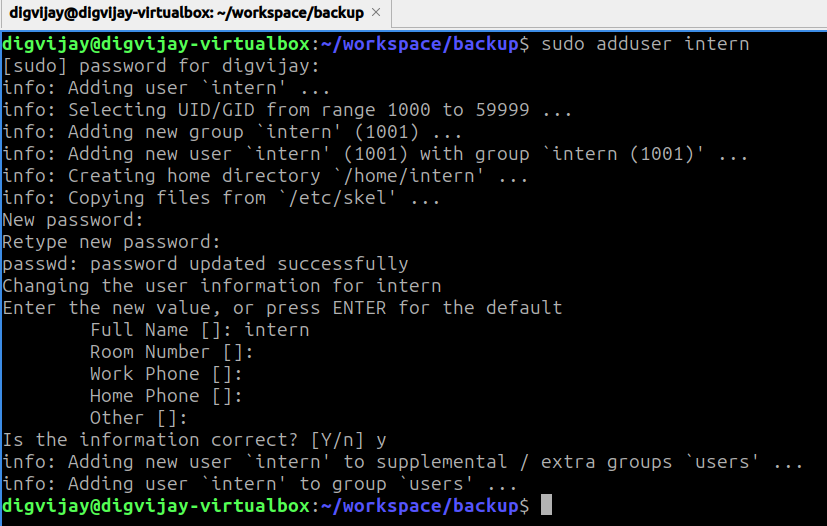 digvijay@digvijay-virtualbox: ~/workspace/backup ×
digvijay@digvijay-virtualbox:~/workspace/backup$ sudo adduser intern
[sudo] password for digvijay:
info: Adding user `intern' ...
info: Selecting UID/GID from range 1000 to 59999 ...
info: Adding new group `intern' (1001) ...
info: Adding new user `intern' (1001) with group `intern (1001)' ...
info: Creating home directory `/home/intern' ...
info: Copying files from `/etc/skel' ...
New password:
Retype new password:
passwd: password updated successfully
Changing the user information for intern
Enter the new value, or press ENTER for the default
        Full Name []: intern
        Room Number []:
        Work Phone []:
        Home Phone []:
        Other []:
Is the information correct? [Y/n] y
info: Adding new user `intern' to supplemental / extra groups `users' ...
info: Adding user `intern' to group `users' ...
digvijay@digvijay-virtualbox:~/workspace/backup$